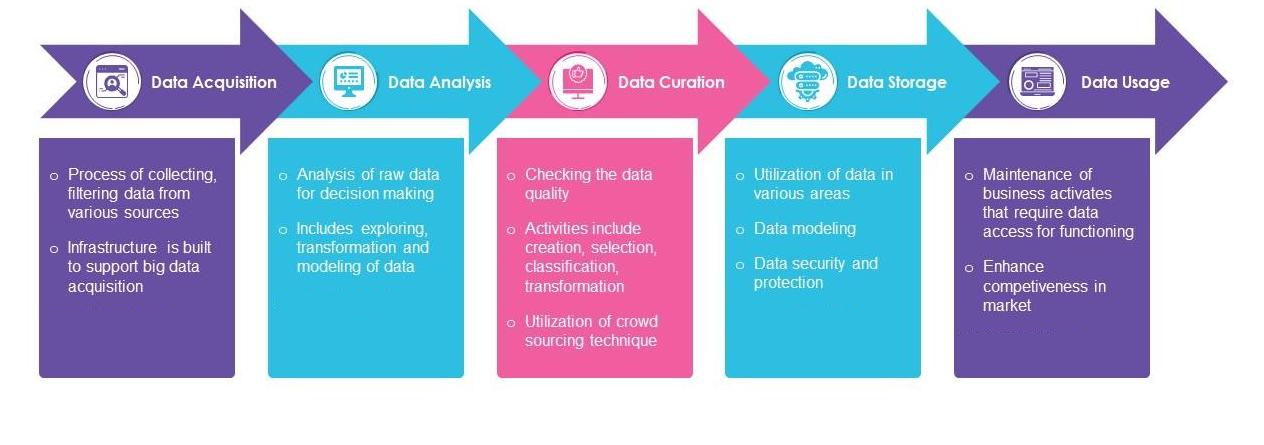 Data Acquisition
Data Analysis
Data Curation
Data Storage
Data Usage
o Process of collecting,
filtering data from
various sources
o Infrastructure is built
to support big data
acquisition
o Analysis of raw data
for decision making
o Includes exploring,
transformation and
modeling of data
o Checking the data
quality
o Activities include
creation, selection,
classification,
transformation
o Utilization of crowd
sourcing technique
o Utilization of data in
various areas
o Data modeling
o Data security and
protection
o Maintenance of
business activates
that require data
access for functioning
o Enhance
competiveness in
market